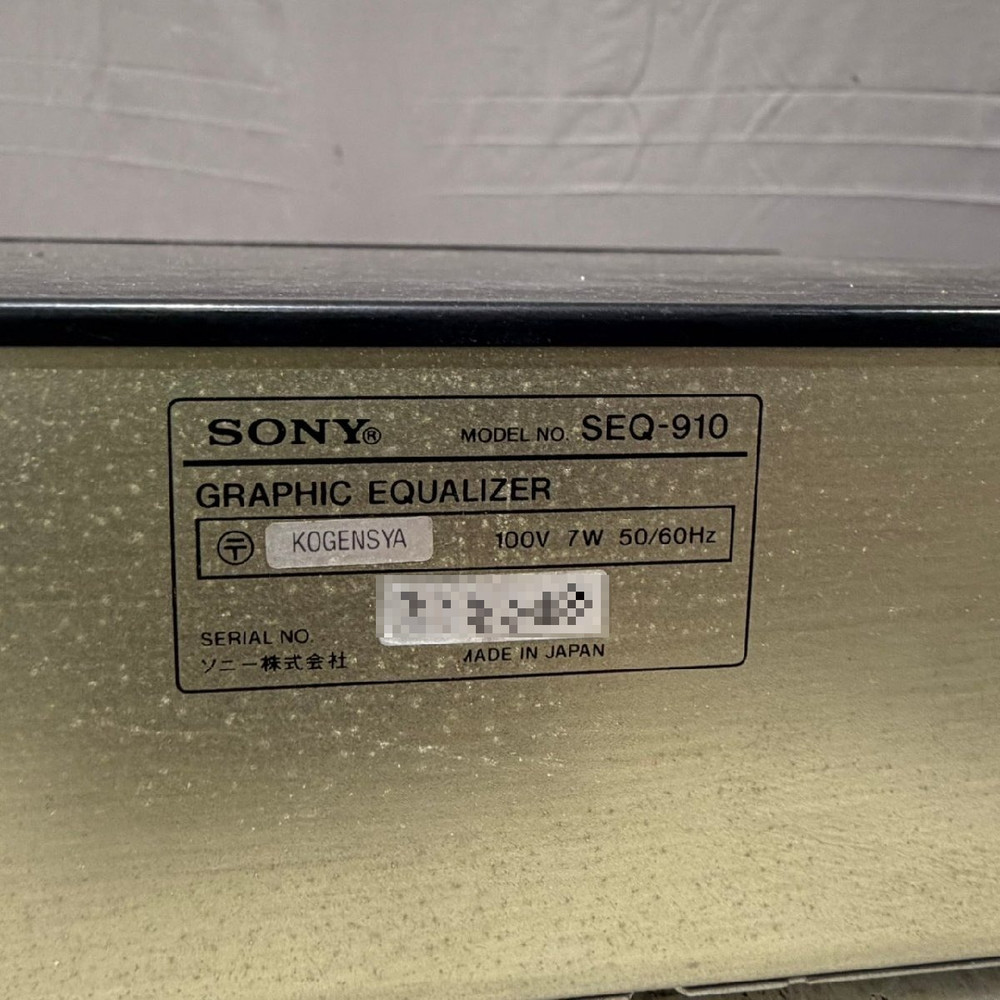 SONY® MODEL NO. SEQ-910
GRAPHIC EQUALIZER
〒 KOGENSYA 100V 7W 50/60Hz
SERIAL NO.
ソニー株式会社 MADE IN JAPAN